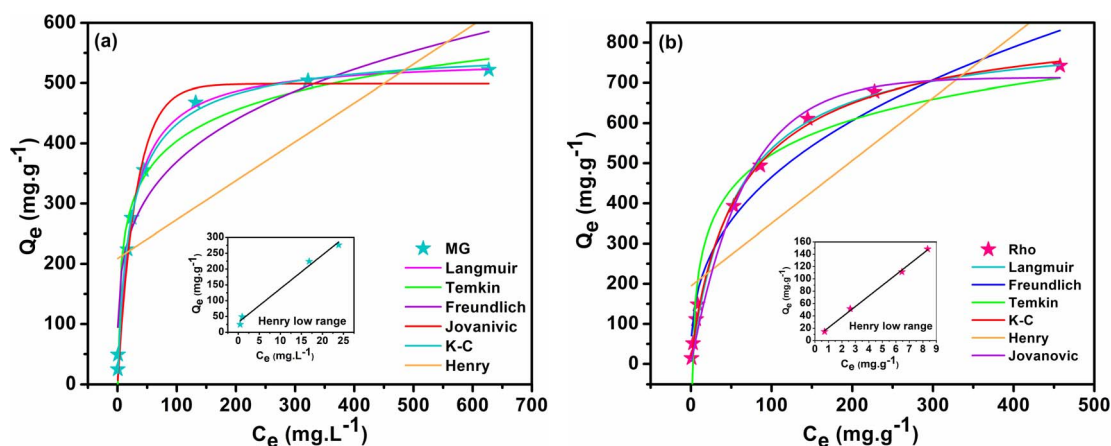 (a)
Qe (mg.g-1)
600
500
400
300
200
100
0
0 100 200 300 400 500 600 700
Ce (mg.L-1)
MG
Langmuir
Temkin
Freundlich
Jovanivic
K-C
Henry
Qe (mg.g-1)
300
250
200
150
100
50
0
Henry low range
0 5 10 15 20 25
Ce (mg.L-1)
(b)
Qe (mg.g-1)
800
700
600
500
400
300
200
100
0
0 100 200 300 400 500
Ce (mg.g-1)
Rho
Langmuir
Freundlich
Temkin
K-C
Henry
Jovanovic
Qe (mg.g-1)
160
140
120
100
80
60
40
20
0
Henry low range
0 1 2 3 4 5 6 7 8 9
Ce (mg.g-1)